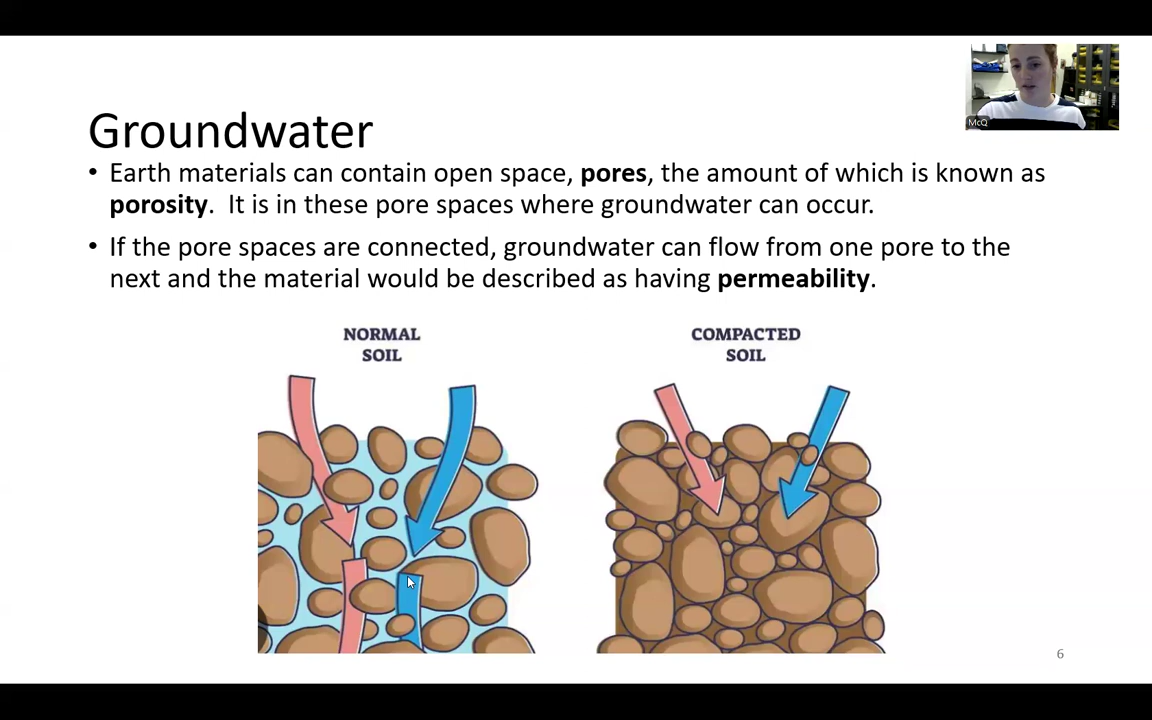 McQ
Groundwater
• Earth materials can contain open space, pores, the amount of which is known as
porosity.  It is in these pore spaces where groundwater can occur.
• If the pore spaces are connected, groundwater can flow from one pore to the
next and the material would be described as having permeability.
NORMAL
SOIL
COMPACTED
SOIL
6